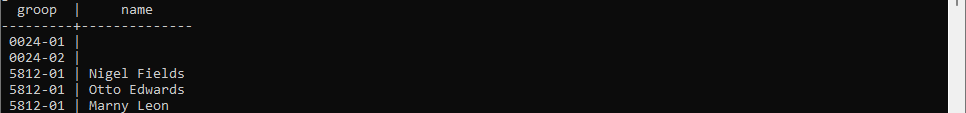 groop | name
---------+--------------
0024-01 |
0024-02 |
5812-01 | Nigel Fields
5812-01 | Otto Edwards
5812-01 | Marny Leon